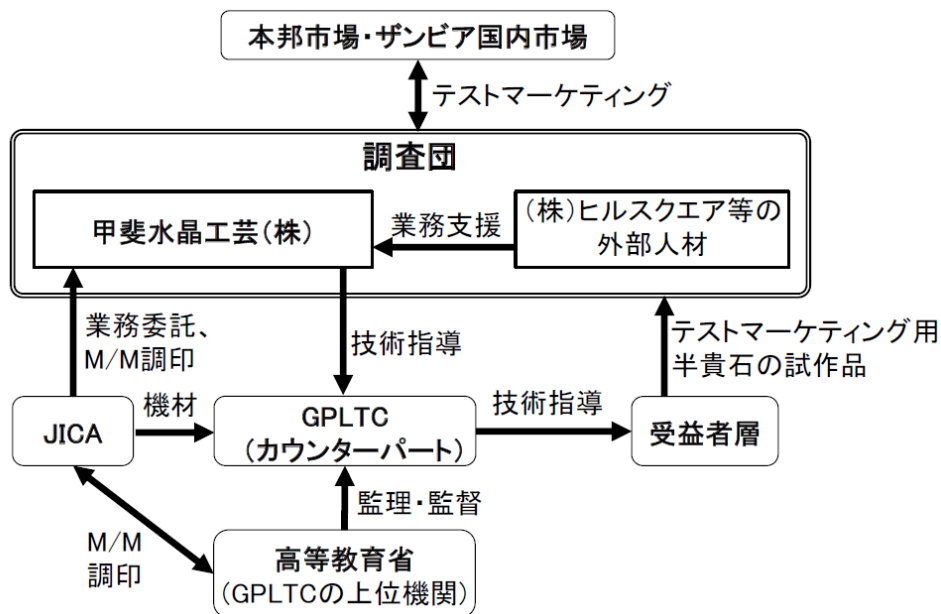 本邦市場・ザンビア国内市場
テストマーケティング
調査団
甲斐水晶工芸(株)
業務支援
(株)ヒルスクエア等の
外部人材
業務委託、
M/M調印
技術指導
テストマーケティング用
半貴石の試作品
JICA
機材
GPLTC
(カウンターパート)
技術指導
受益者層
監理・監督
M/M
調印
高等教育省
(GPLTCの上位機関)